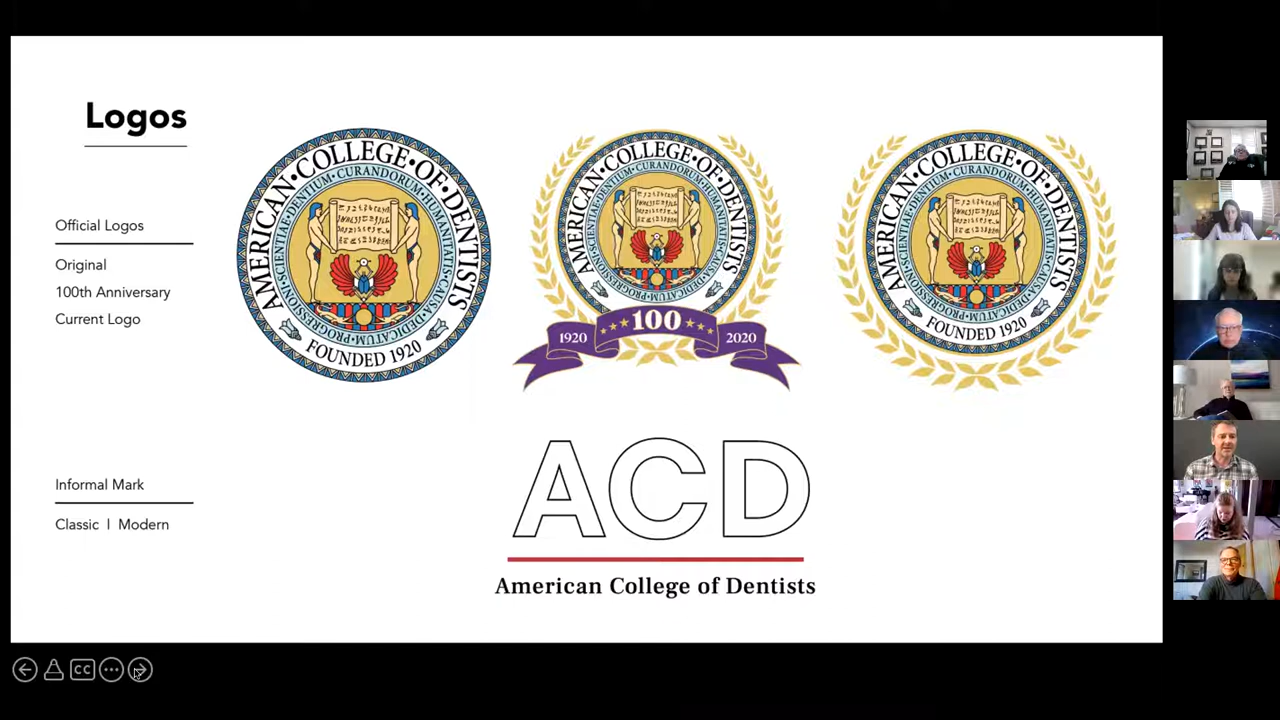 Logos
Official Logos
Original
100th Anniversary
Current Logo
AMERICAN·COLLEGE·OF·DENTISTS
FOUNDED 1920
AMERICAN·COLLEGE·OF·DENTISTS
1920
100
2020
AMERICAN·COLLEGE·OF·DENTISTS
FOUNDED 1920
Informal Mark
Classic | Modern
ACD
American College of Dentists
CC